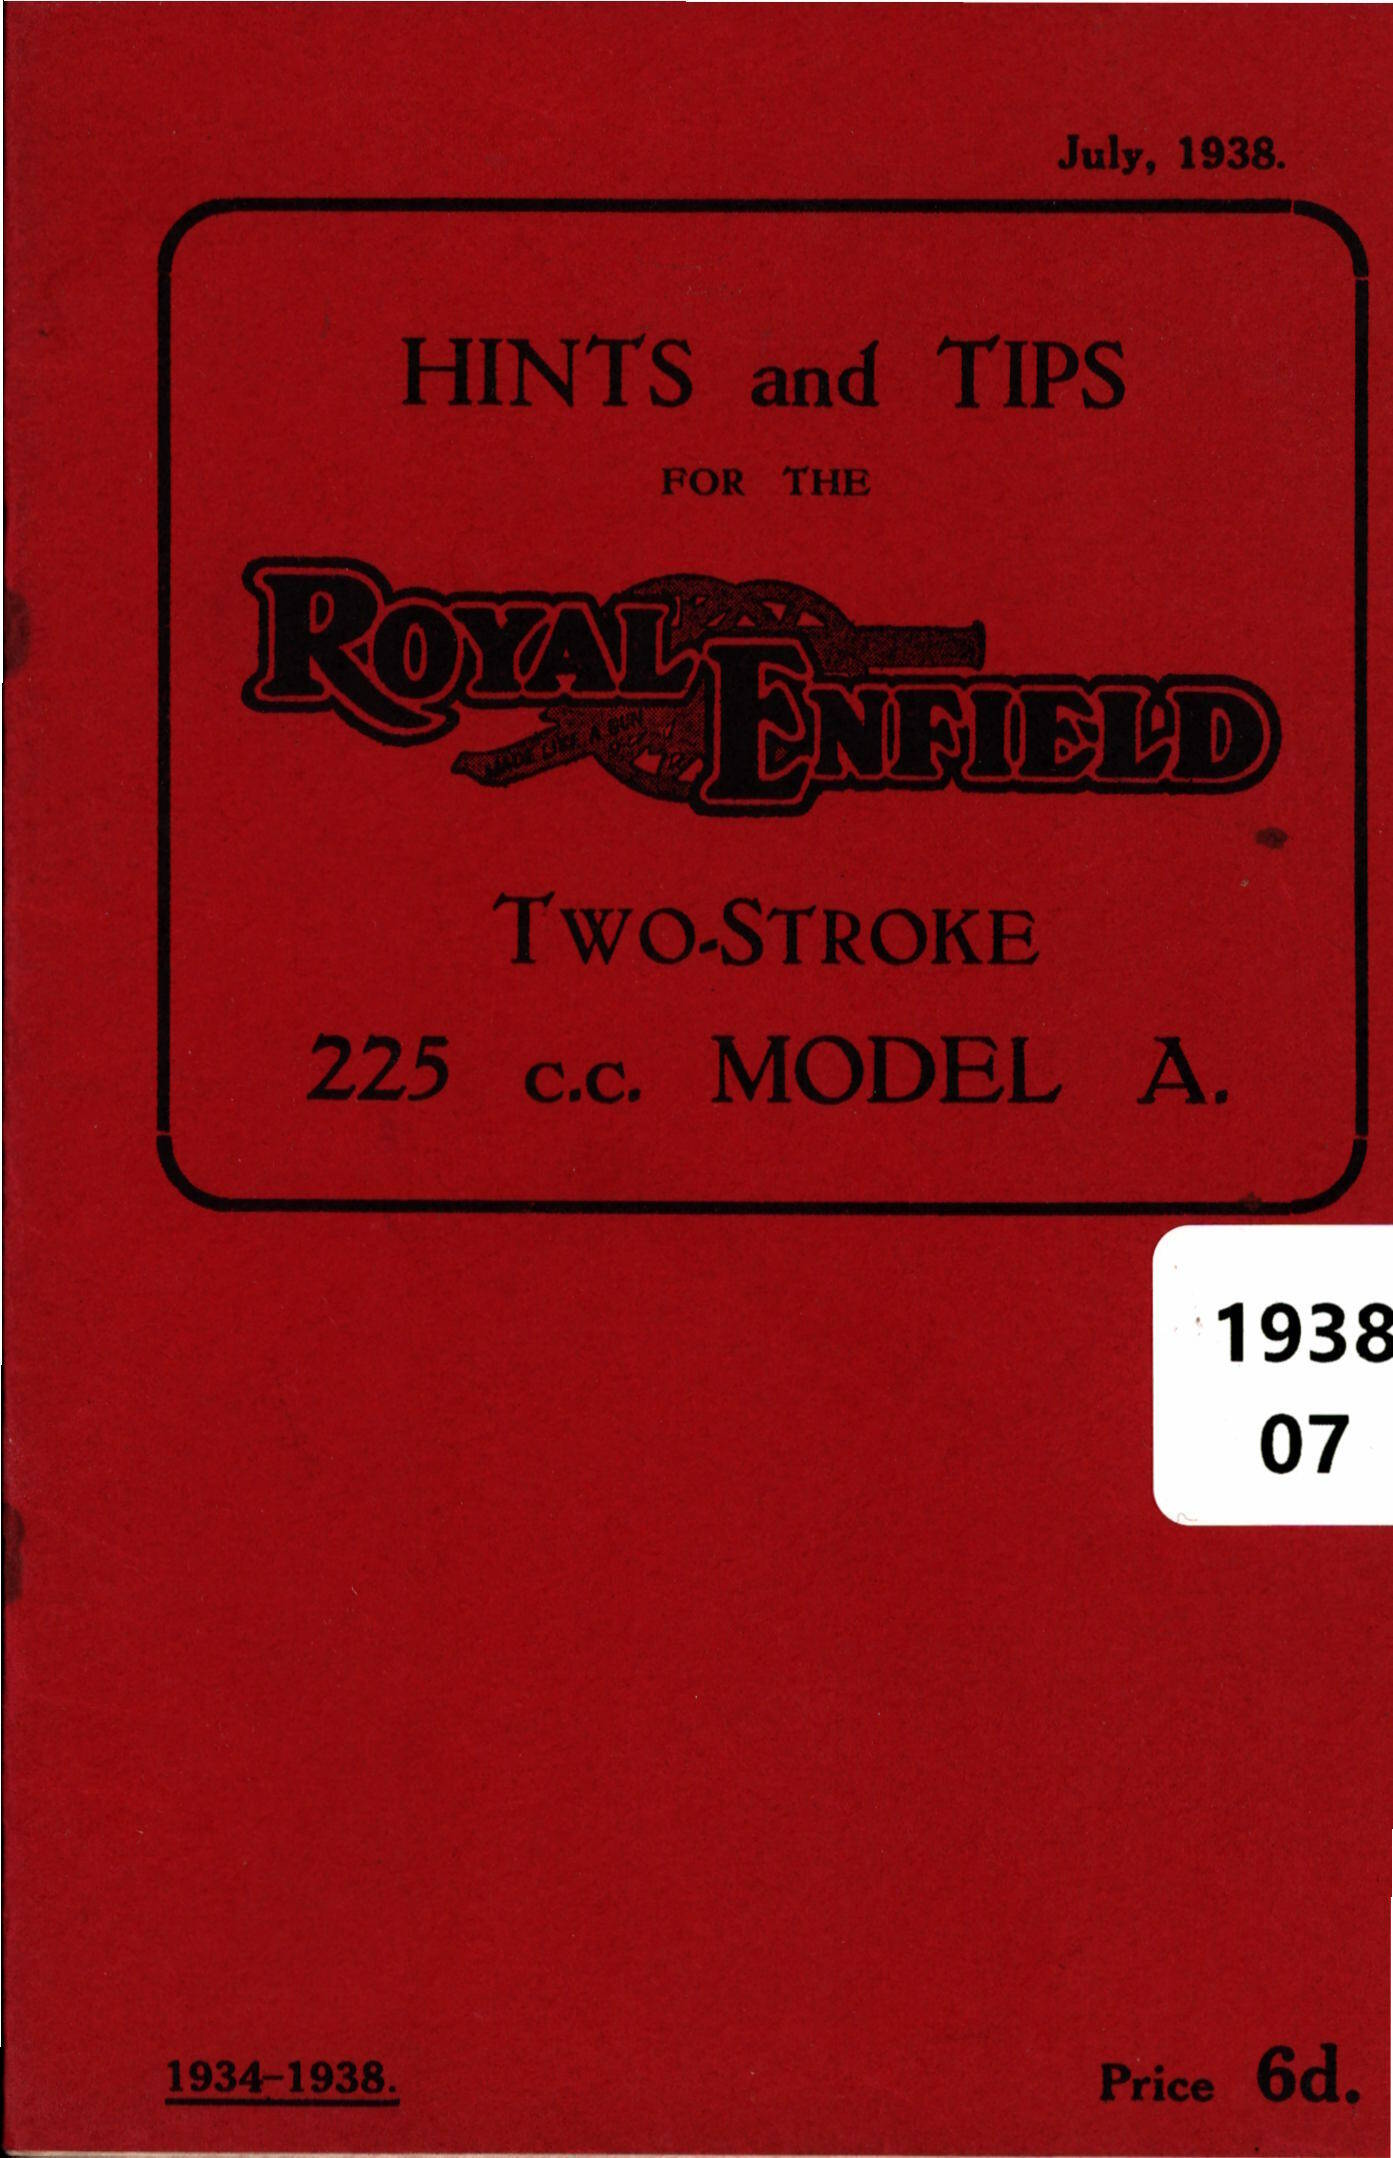 July, 1938.
HINTS and TIPS
FOR THE
ROYAL ENFIELD
MADE LIKE A GUN
TWO-STROKE
225 c.c. MODEL A.
1938
07
1934-1938.
Price 6d.